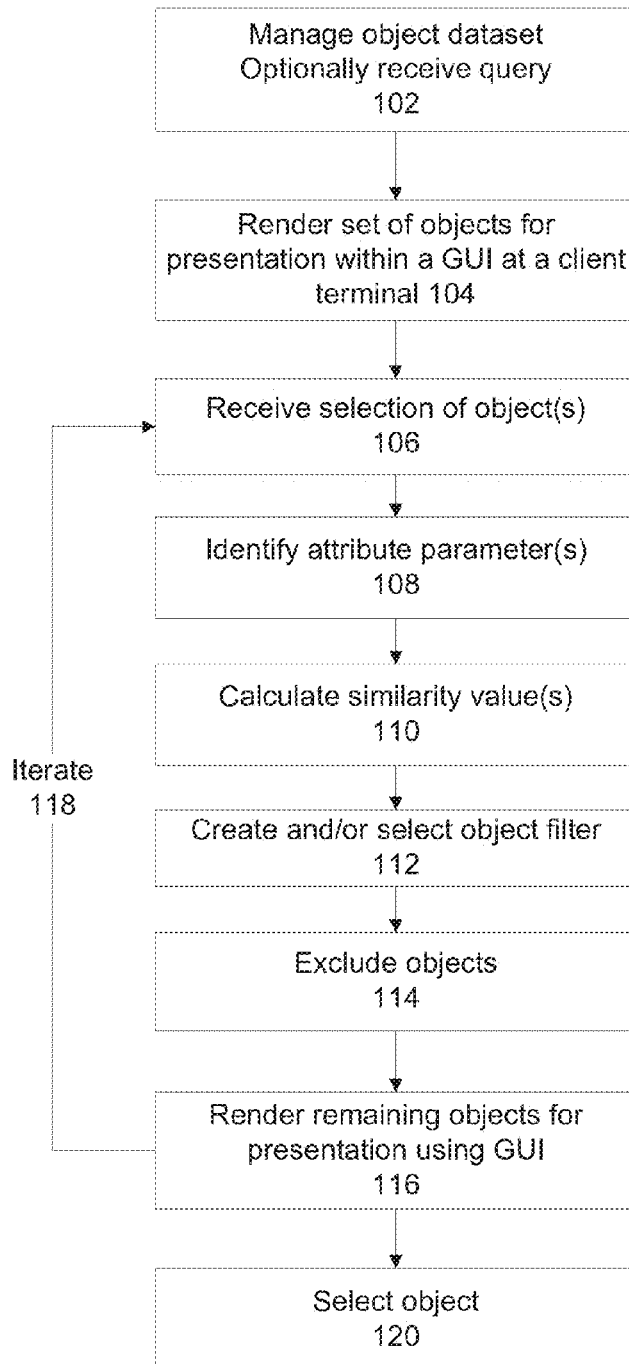 Manage object dataset
Optionally receive query
102
Render set of objects for
presentation within a GUI at a client
terminal 104
Receive selection of object(s)
106
Identify attribute parameter(s)
108
Calculate similarity value(s)
110
Iterate
118
Create and/or select object filter
112
Exclude objects
114
Render remaining objects for
presentation using GUI
116
Select object
120